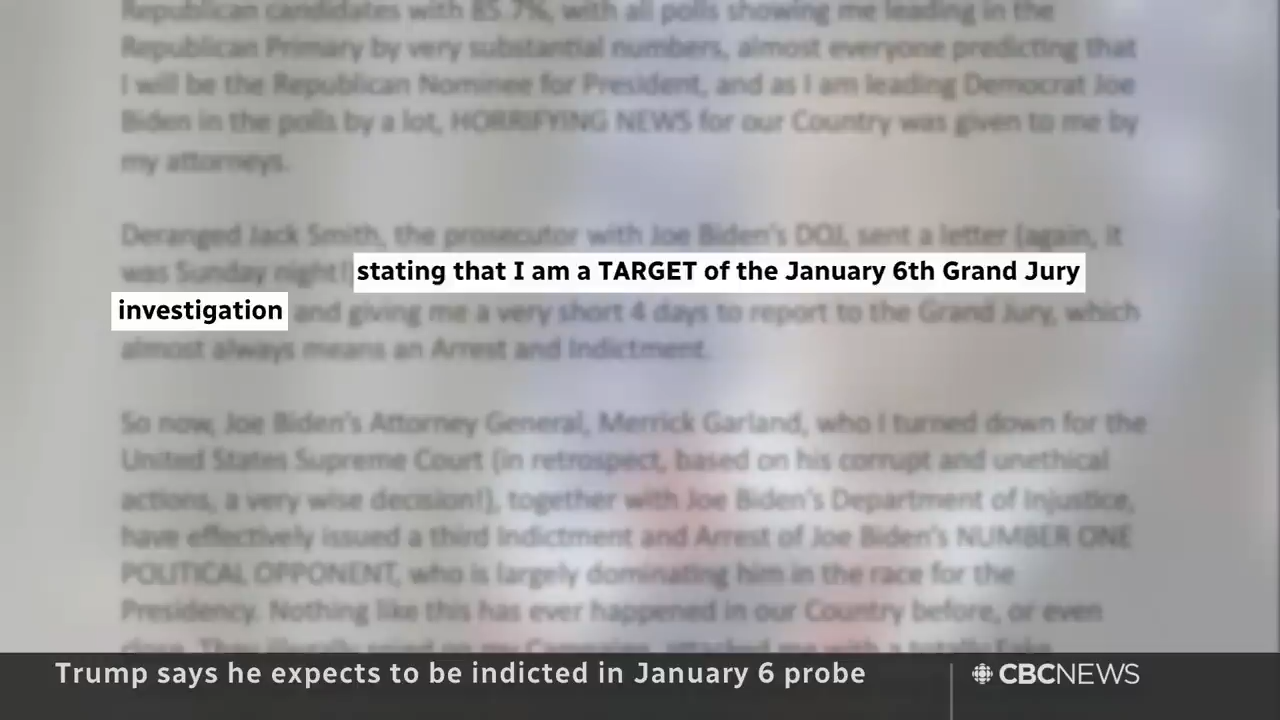 Republican candidates with 85.7%, with all polls showing me leading in the
Republican Primary by very substantial numbers, almost everyone predicting that
I will be the Republican Nominee for President, and as I am leading Democrat Joe
Biden in the polls by a lot, HORRIFYING NEWS for our Country was given to me by
my attorneys.
Deranged Jack Smith, the prosecutor with Joe Biden's DOJ, sent a letter (again, it
was Sunday night!) stating that I am a TARGET of the January 6th Grand Jury
investigation and giving me a very short 4 days to report to the Grand Jury, which
almost always means an Arrest and Indictment.
So now, Joe Biden's Attorney General, Merrick Garland, who I turned down for the
United States Supreme Court (in retrospect, based on his corrupt and unethical
actions, a very wise decision!), together with Joe Biden's Department of Injustice,
have effectively issued a third Indictment and Arrest of Joe Biden's NUMBER ONE
POLITICAL OPPONENT, who is largely dominating him in the race for the
Presidency. Nothing like this has ever happened in our Country before, or even
Trump says he expects to be indicted in January 6 probe
CBCNEWS